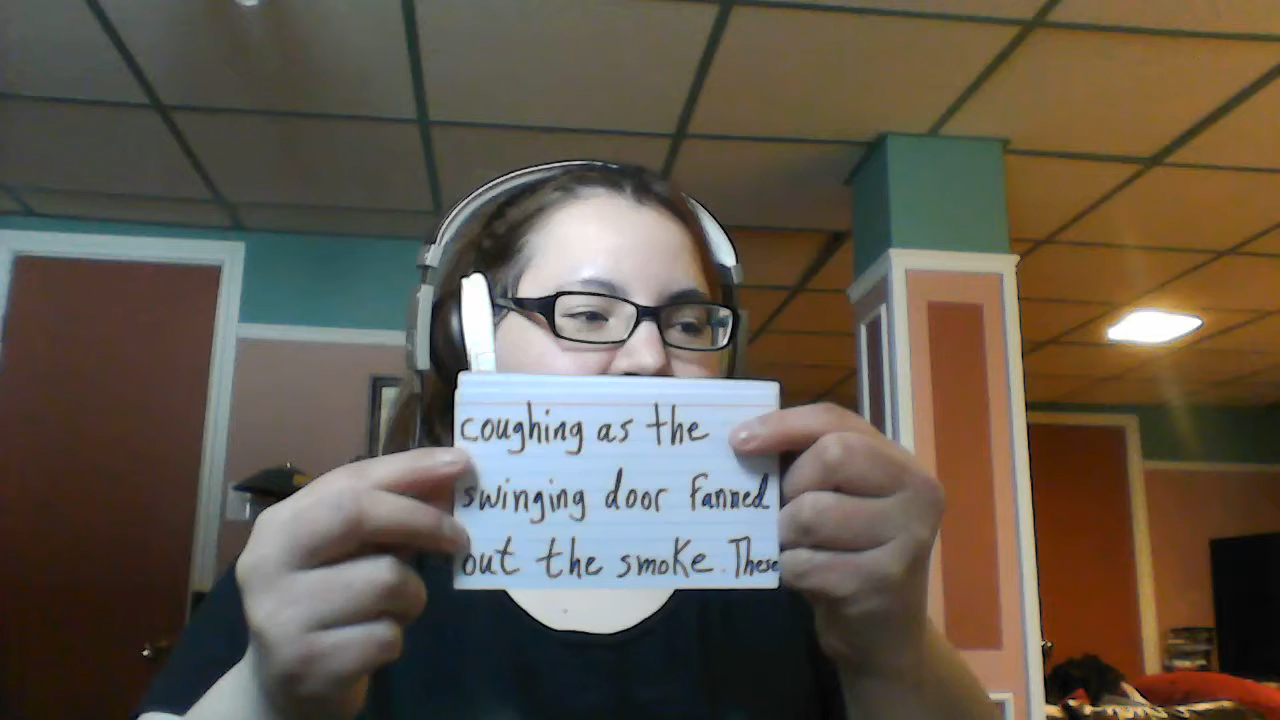 coughing as the
swinging door fanned
out the smoke. These